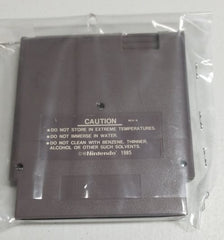 CAUTION
●DO NOT STORE IN EXTREME TEMPERATURES.
●DO NOT IMMERSE IN WATER.
●DO NOT CLEAN WITH BENZENE, THINNER,
ALCOHOL OR OTHER SUCH SOLVENTS.
©Nintendo 1985